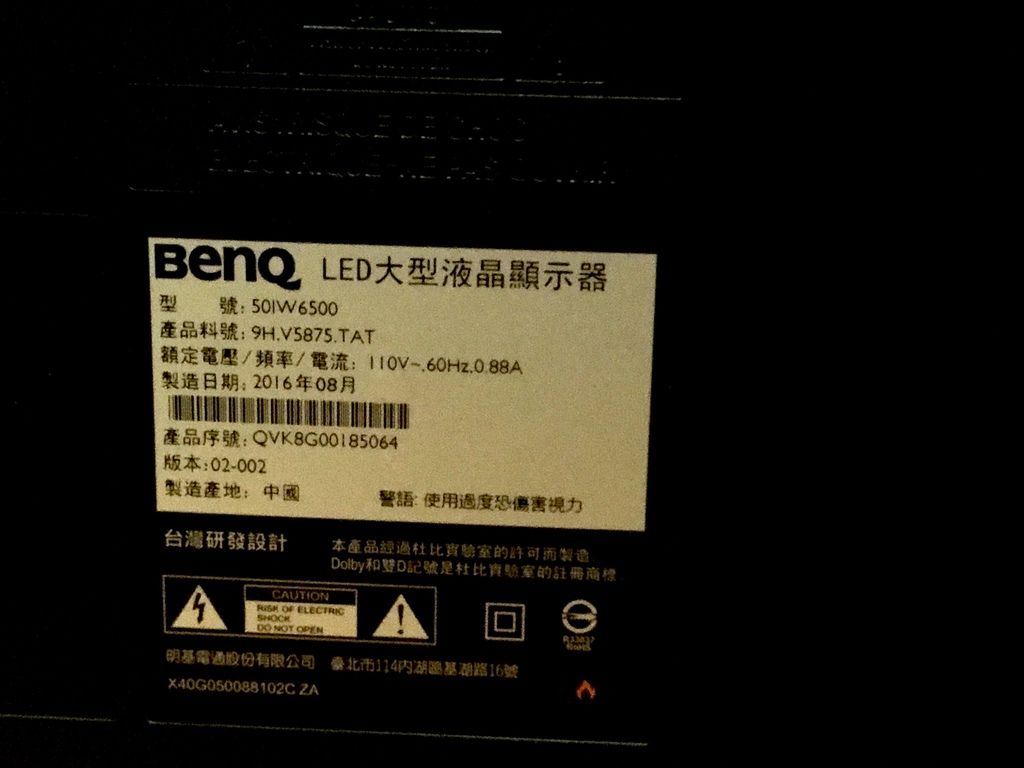 BenQ LED大型液晶顯示器
型 號: 50IW6500
產品料號: 9H.V5875.TAT
額定電壓/頻率/電流: 110V~,60Hz,0.88A
製造日期: 2016年08月
產品序號: QVK8G00185064
版本:02-002
製造產地: 中國
警語: 使用過度恐傷害視力
台灣研發設計
本產品經過杜比實驗室的許可而製造
Dolby和雙D記號是杜比實驗室的註冊商標
CAUTION
RISK OF ELECTRIC
SHOCK
DO NOT OPEN
R33037
RoHS
明基電通股份有限公司 臺北市114內湖區基湖路16號
X40G050088102C ZA